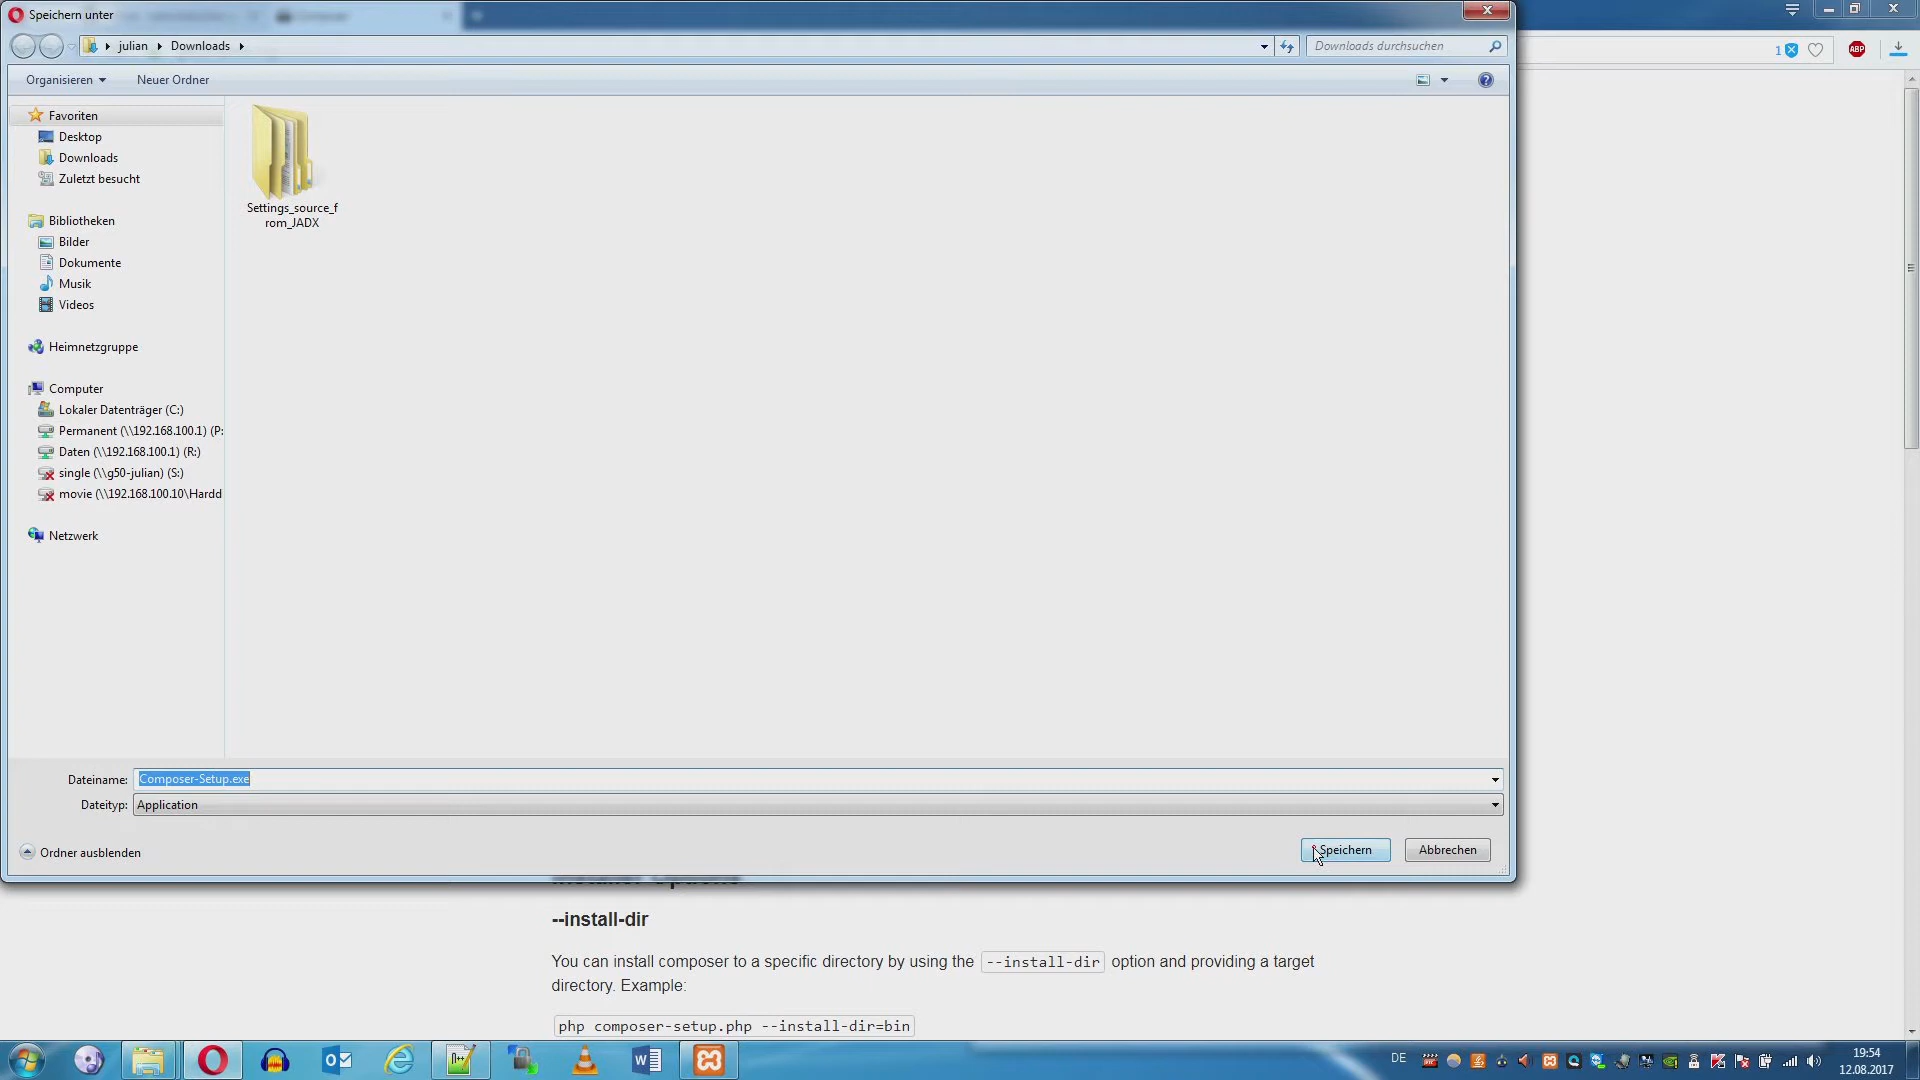 Speichern unter
julian
Downloads
Downloads durchsuchen
1
ABP
Organisieren
Neuer Ordner
Favoriten
Desktop
Downloads
Zuletzt besucht
Bibliotheken
Bilder
Dokumente
Musik
Videos
Heimnetzgruppe
Computer
Lokaler Datenträger (C:)
Permanent (\\192.168.100.1) (P:
Daten (\\192.168.100.1) (R:)
single (\\g50-julian) (S:)
movie (\\192.168.100.10\Hardd
Netzwerk
Settings_source_f
rom_JADX
Dateiname:
Composer-Setup.exe
Dateityp:
Application
Ordner ausblenden
Speichern
Abbrechen
--install-dir
You can install composer to a specific directory by using the --install-dir option and providing a target
directory. Example:
php composer-setup.php --install-dir=bin
DE
19:54
12.08.2017